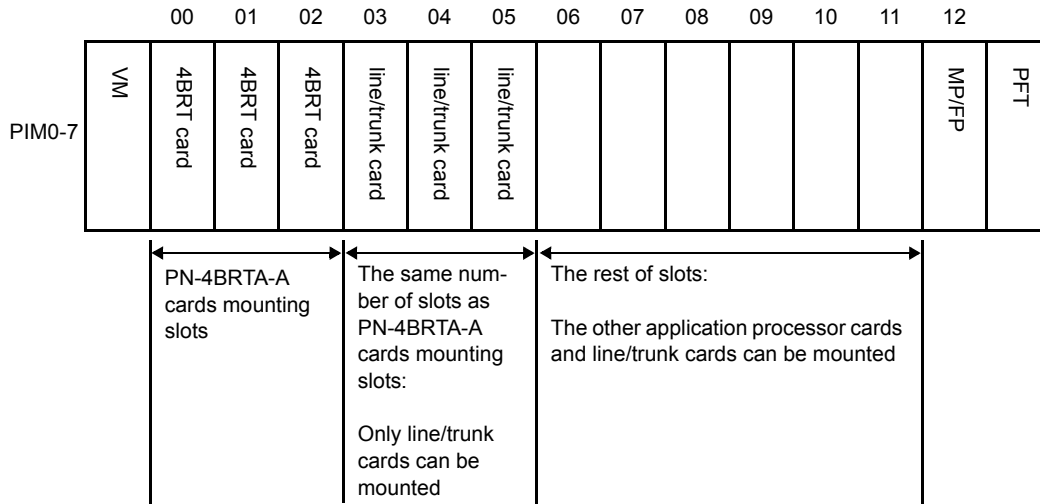 00 01 02 03 04 05 06 07 08 09 10 11 12
PIM0-7
VM
4BRT card
4BRT card
4BRT card
line/trunk card
line/trunk card
line/trunk card
MP/FP
PFT
PN-4BRTA-A
cards mounting
slots
The same num-
ber of slots as
PN-4BRTA-A
cards mounting
slots:
Only line/trunk
cards can be
mounted
The rest of slots:
The other application processor cards
and line/trunk cards can be mounted